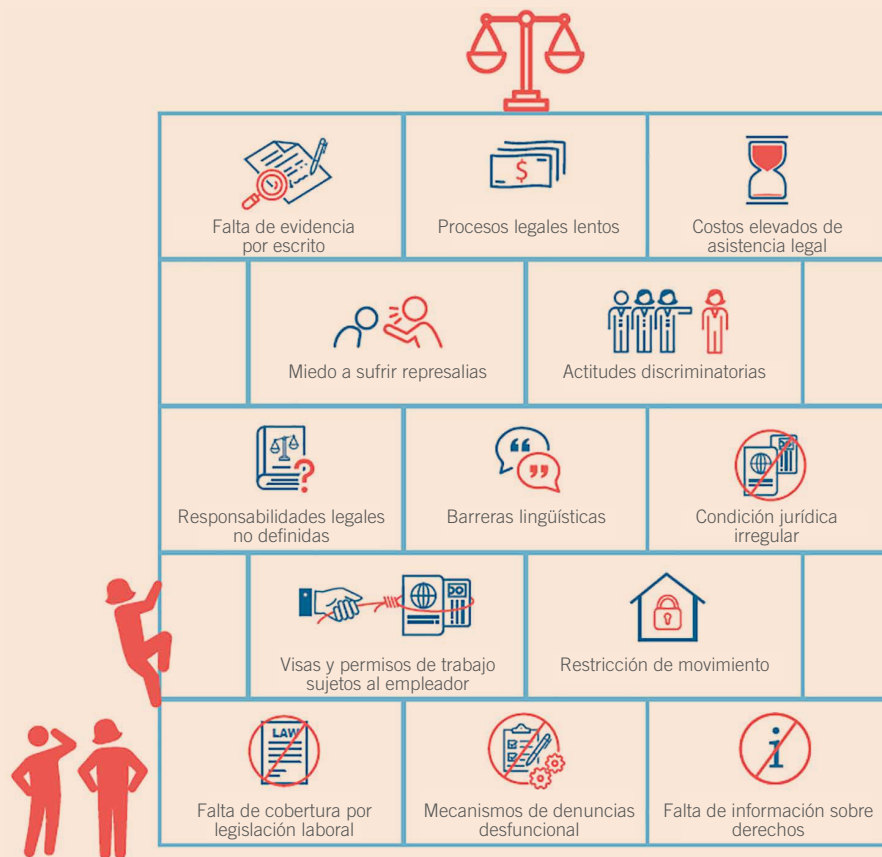 $
Falta de evidencia
por escrito
Procesos legales lentos
Costos elevados de
asistencia legal
Miedo a sufrir represalias
Actitudes discriminatorias
?
Responsabilidades legales
no definidas
“
”
Barreras lingüísticas
Condición jurídica
irregular
Visas y permisos de trabajo
sujetos al empleador
Restricción de movimiento
LAW
i
Falta de cobertura por
legislación laboral
Mecanismos de denuncias
desfuncional
Falta de información sobre
derechos